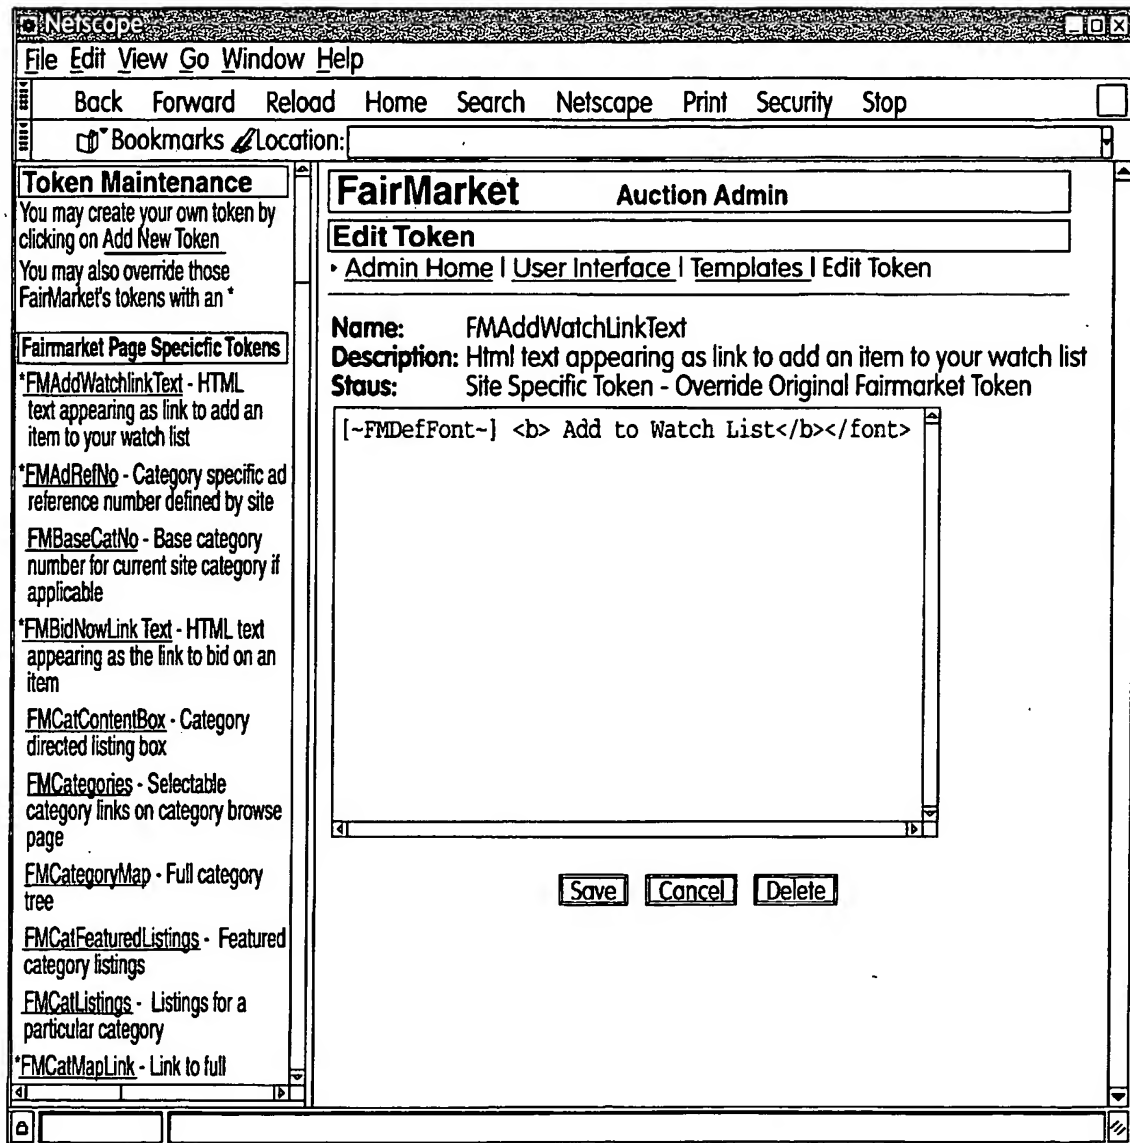 Netscape
File Edit View Go Window Help
Back Forward Reload Home Search Netscape Print Security Stop
Bookmarks Location:
Token Maintenance
You may create your own token by
clicking on Add New Token
You may also override those
FairMarket's tokens with an *
Fairmarket Page Specicfic Tokens
*FMAddWatchlinkText - HTML
text appearing as link to add an
item to your watch list
*FMAdRefNo - Category specific ad
reference number defined by site
FMBaseCatNo - Base category
number for current site category if
applicable
*FMBidNowLink Text - HTML text
appearing as the link to bid on an
item
FMCatContentBox - Category
directed listing box
FMCategories - Selectable
category links on category browse
page
FMCategoryMap - Full category
tree
FMCatFeaturedListings - Featured
category listings
FMCatListings - Listings for a
particular category
*FMCatMapLink - Link to full
FairMarket Auction Admin
Edit Token
Admin Home | User Interface | Templates | Edit Token
Name: FMAddWatchLinkText
Description: Html text appearing as link to add an item to your watch list
Staus: Site Specific Token - Override Original Fairmarket Token
[~FMDefFont~] <b> Add to Watch List</b></font>
Save Cancel Delete